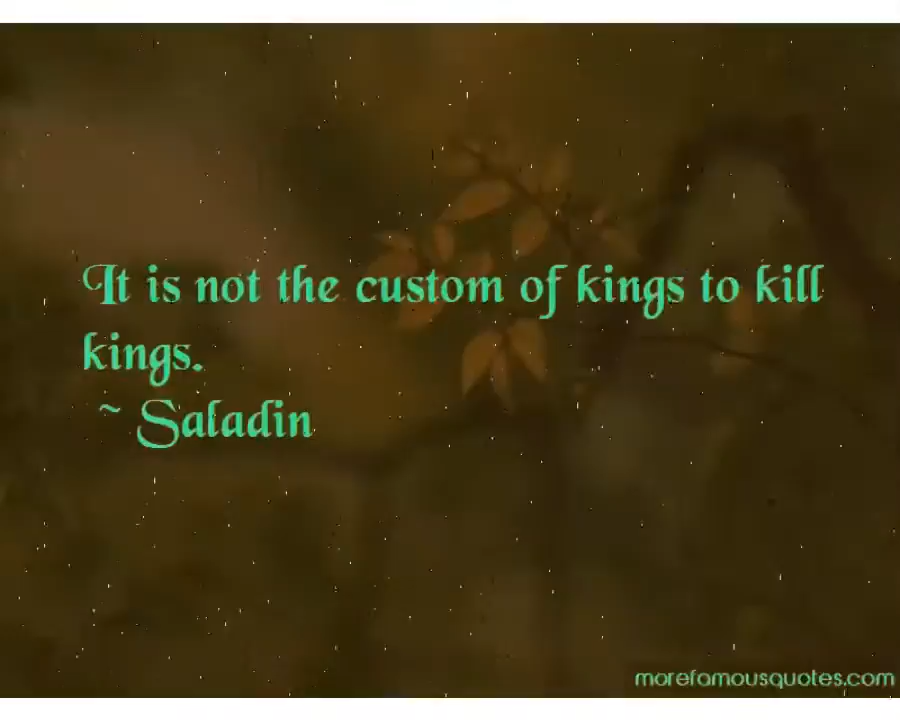 It is not the custom of kings to kill
kings.
~ Saladin
morefamousquotes.com